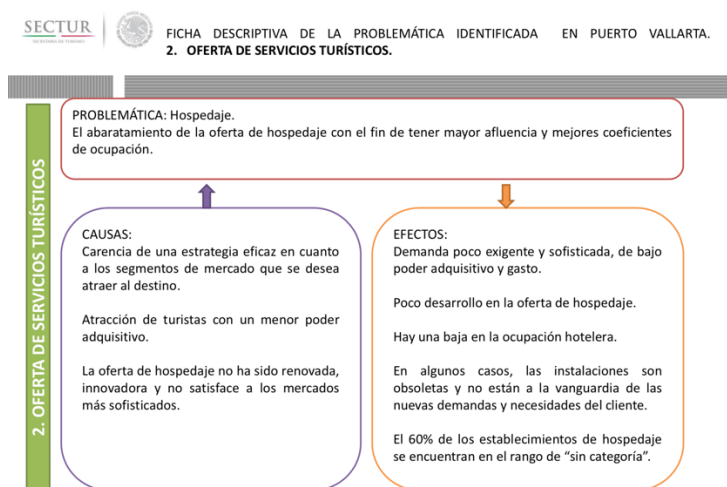 SECTUR
SECRETARÍA DE TURISMO
FICHA DESCRIPTIVA DE LA PROBLEMÁTICA IDENTIFICADA EN PUERTO VALLARTA.
2. OFERTA DE SERVICIOS TURÍSTICOS.
2. OFERTA DE SERVICIOS TURÍSTICOS
PROBLEMÁTICA: Hospedaje.
El abaratamiento de la oferta de hospedaje con el fin de tener mayor afluencia y mejores coeficientes
de ocupación.
CAUSAS:
Carencia de una estrategia eficaz en cuanto
a los segmentos de mercado que se desea
atraer al destino.
Atracción de turistas con un menor poder
adquisitivo.
La oferta de hospedaje no ha sido renovada,
innovadora y no satisface a los mercados
más sofisticados.
EFECTOS:
Demanda poco exigente y sofisticada, de bajo
poder adquisitivo y gasto.
Poco desarrollo en la oferta de hospedaje.
Hay una baja en la ocupación hotelera.
En algunos casos, las instalaciones son
obsoletas y no están a la vanguardia de las
nuevas demandas y necesidades del cliente.
El 60% de los establecimientos de hospedaje
se encuentran en el rango de “sin categoría”.